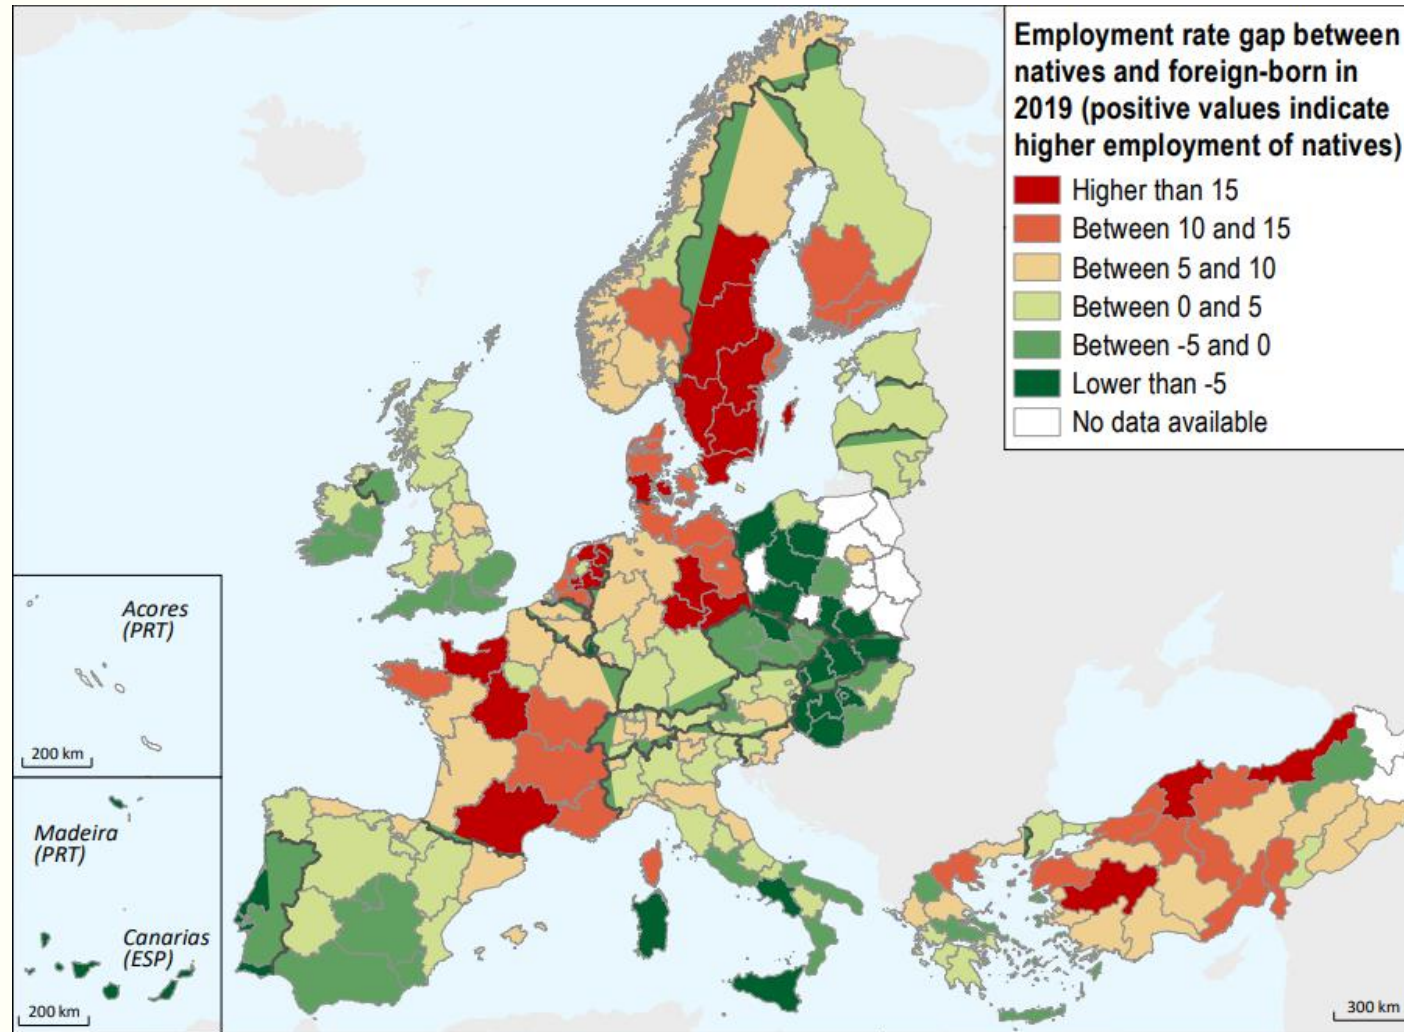 Employment rate gap between
natives and foreign-born in
2019 (positive values indicate
higher employment of natives)
Higher than 15
Between 10 and 15
Between 5 and 10
Between 0 and 5
Between -5 and 0
Lower than -5
No data available
Acores
(PRT)
200 km
Madeira
(PRT)
Canarias
(ESP)
200 km
300 km